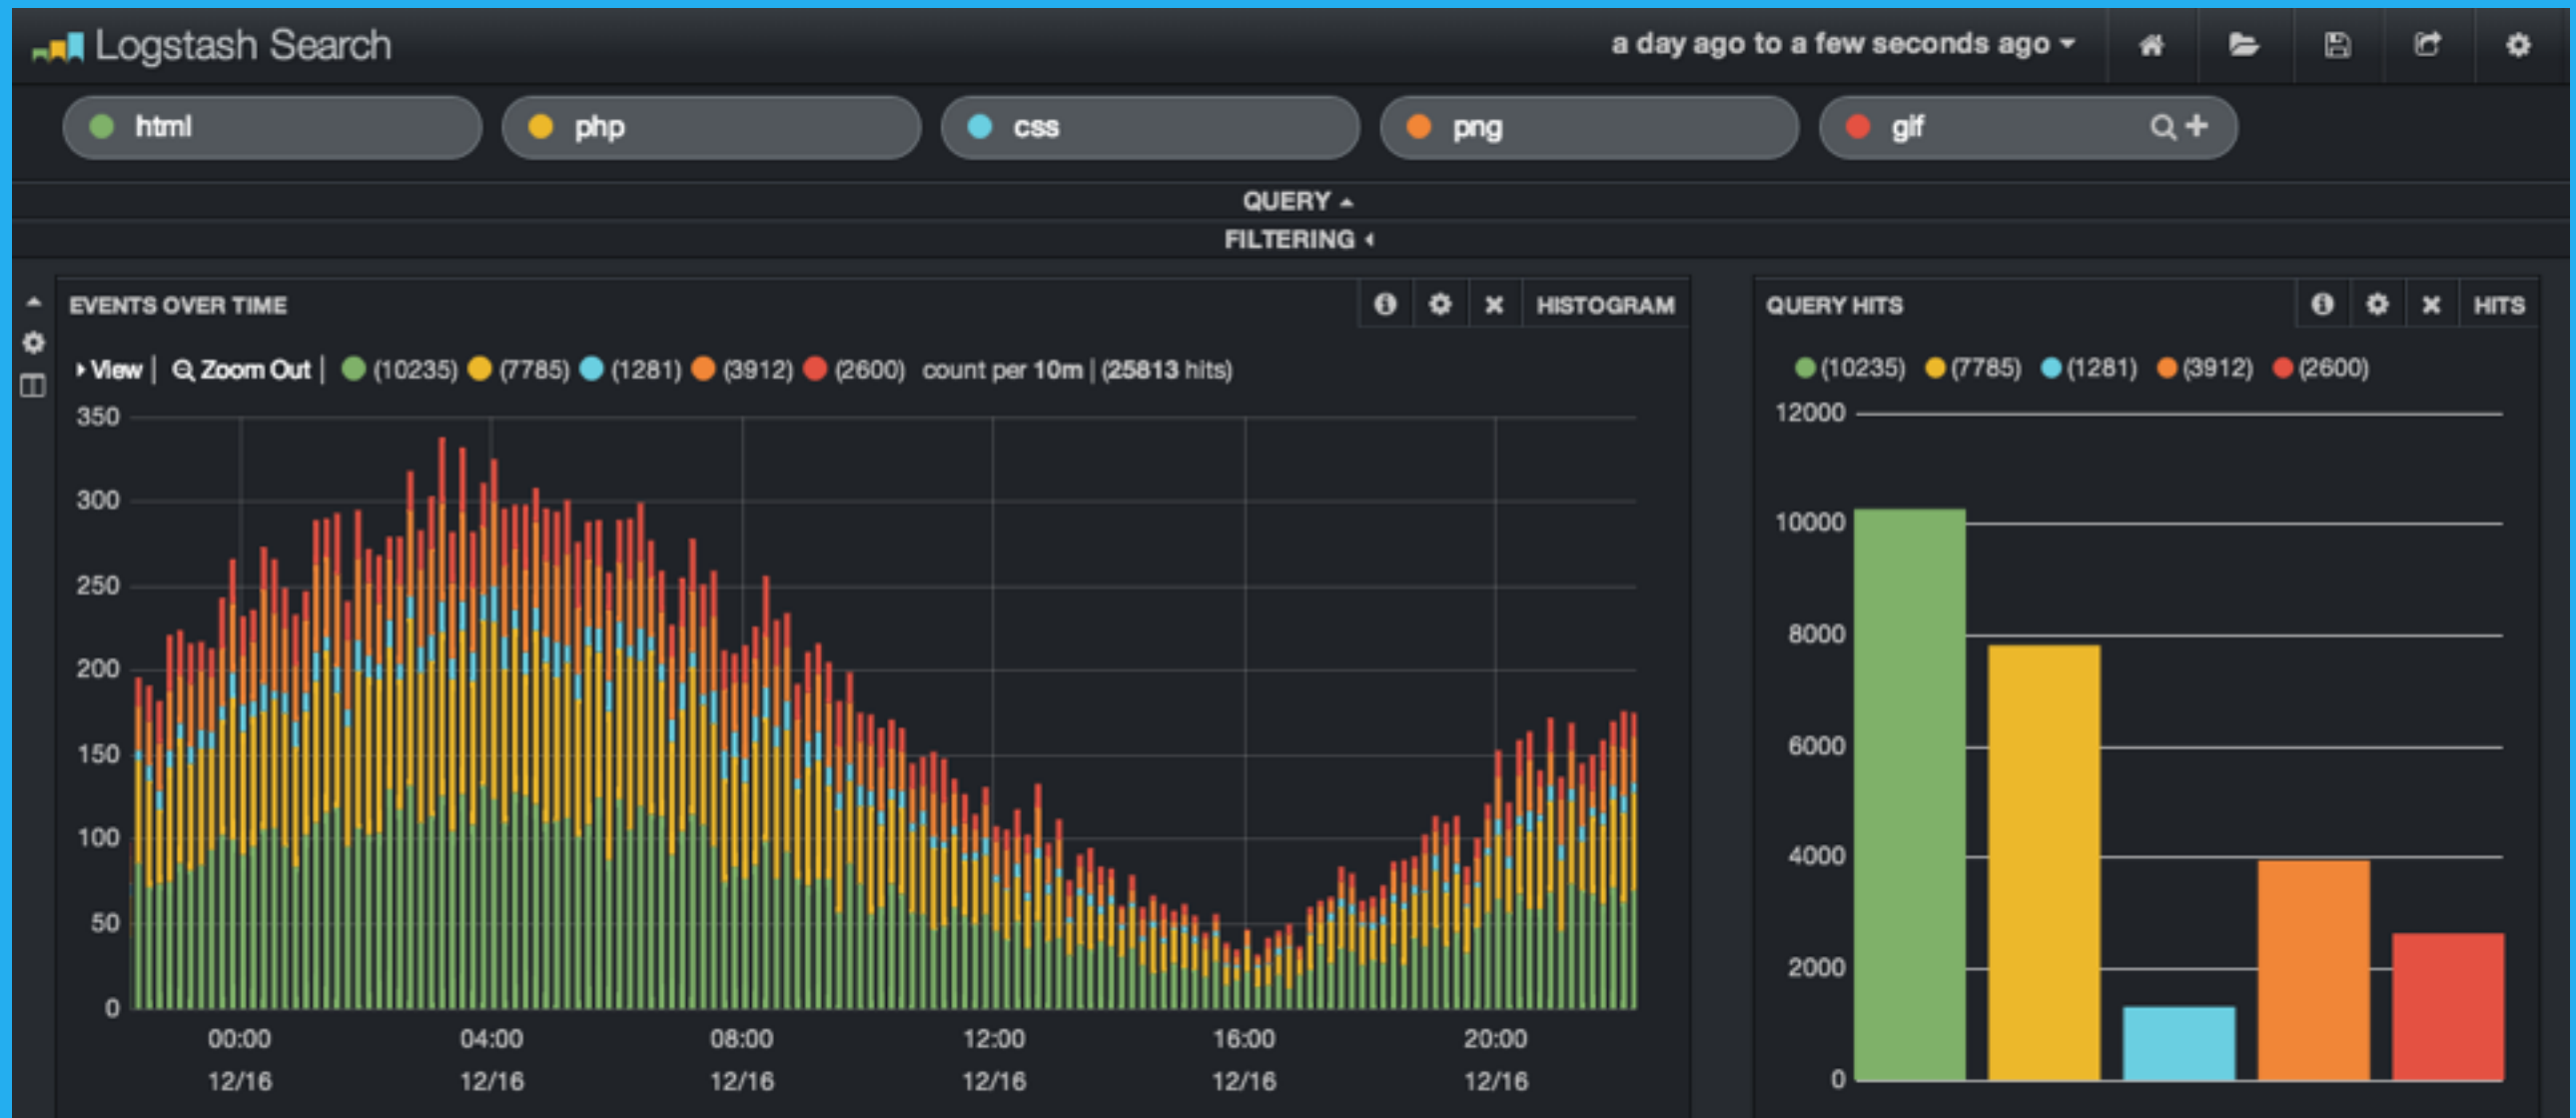 Logstash Search
a day ago to a few seconds ago
html php css png gif
QUERY
FILTERING
EVENTS OVER TIME
HISTOGRAM
View | Zoom Out | (10235) (7785) (1281) (3912) (2600) count per 10m | (25813 hits)
350
300
250
200
150
100
50
0
00:00 04:00 08:00 12:00 16:00 20:00
12/16 12/16 12/16 12/16 12/16 12/16
QUERY HITS
HITS
(10235) (7785) (1281) (3912) (2600)
12000
10000
8000
6000
4000
2000
0